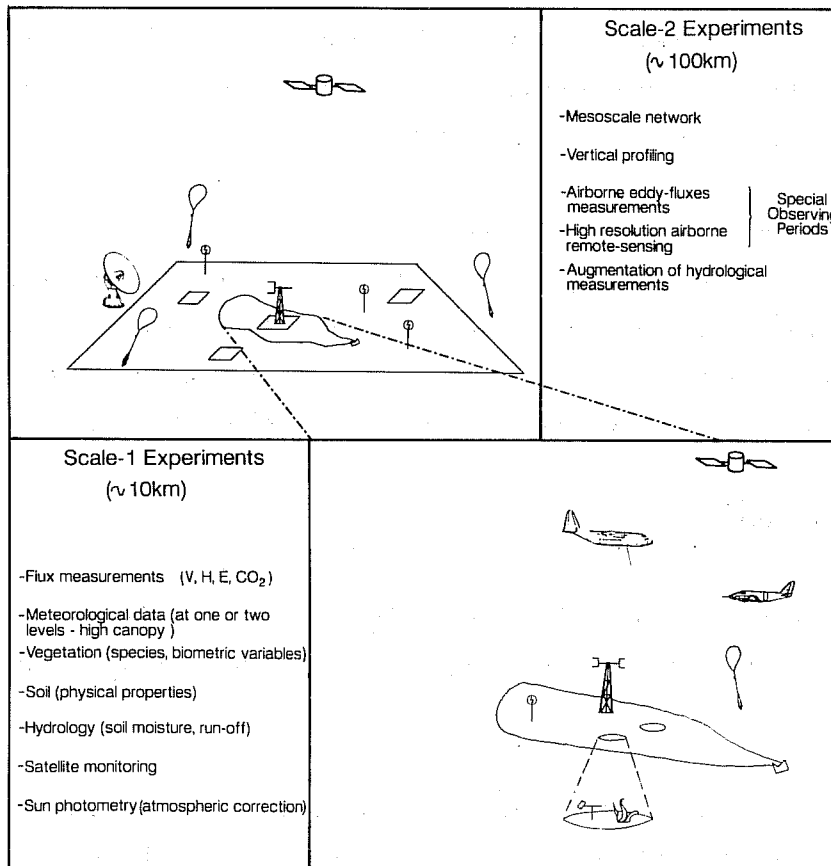 Scale-2 Experiments
(∿ 100km)
-Mesoscale network
-Vertical profiling
-Airborne eddy-fluxes
measurements
-High resolution airborne
remote-sensing
Special
Observing
Periods
-Augmentation of hydrological
measurements
Scale-1 Experiments
(∿ 10km)
-Flux measurements (V, H, E, CO₂)
-Meteorological data (at one or two
levels - high canopy )
-Vegetation (species, biometric variables)
-Soil (physical properties)
-Hydrology (soil moisture, run-off)
-Satellite monitoring
-Sun photometry (atmospheric correction)